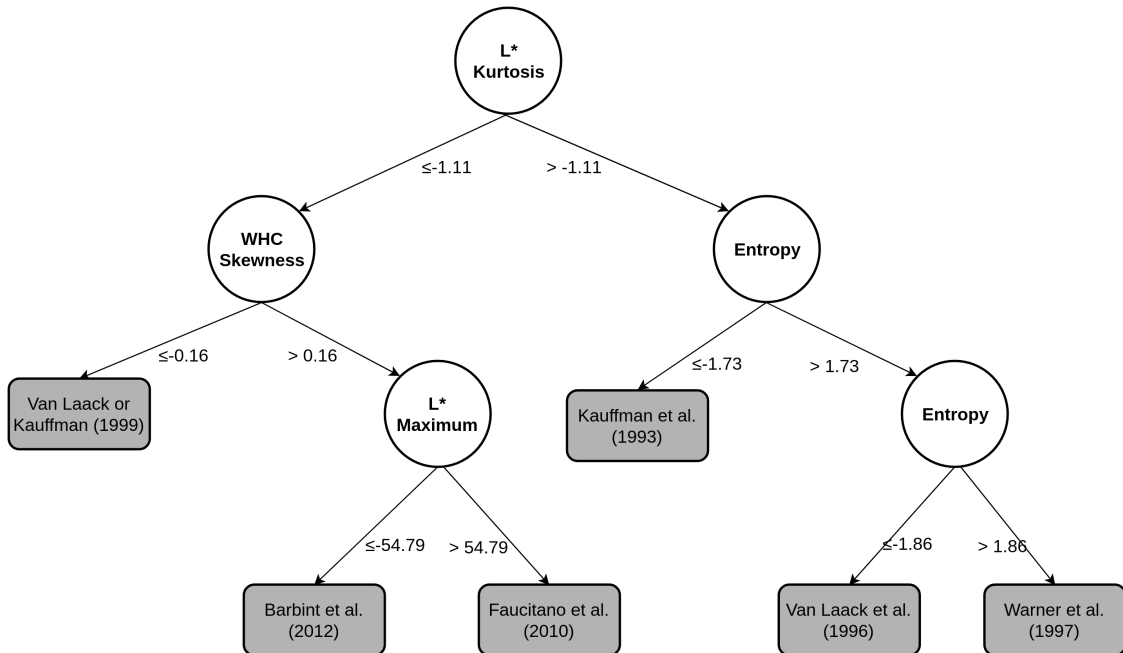 L*
Kurtosis
≤-1.11
> -1.11
WHC
Skewness
Entropy
≤-0.16
> 0.16
≤-1.73
> 1.73
Van Laack or
Kauffman (1999)
L*
Maximum
Kauffman et al.
(1993)
Entropy
≤-54.79
> 54.79
≤-1.86
> 1.86
Barbint et al.
(2012)
Faucitano et al.
(2010)
Van Laack et al.
(1996)
Warner et al.
(1997)